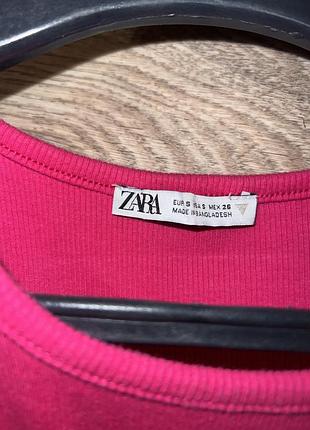 ZARA
EUR S USA S MEX 26
MADE IN BANGLADESH